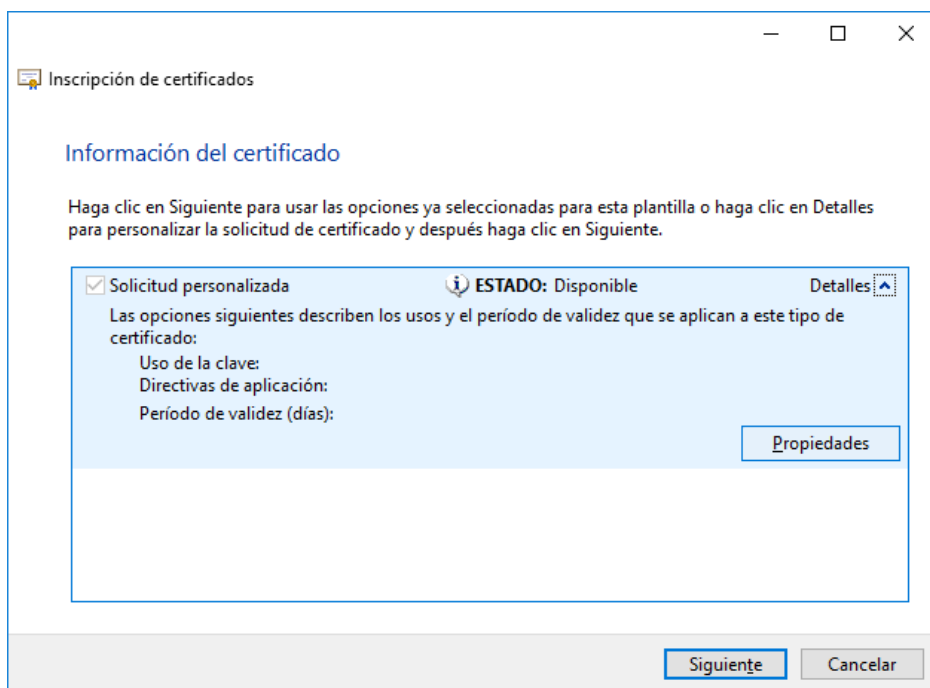 Inscripción de certificados
Información del certificado
Haga clic en Siguiente para usar las opciones ya seleccionadas para esta plantilla o haga clic en Detalles
para personalizar la solicitud de certificado y después haga clic en Siguiente.
Solicitud personalizada ESTADO: Disponible Detalles
Las opciones siguientes describen los usos y el período de validez que se aplican a este tipo de
certificado:
Uso de la clave:
Directivas de aplicación:
Período de validez (días):
Propiedades
Siguiente Cancelar